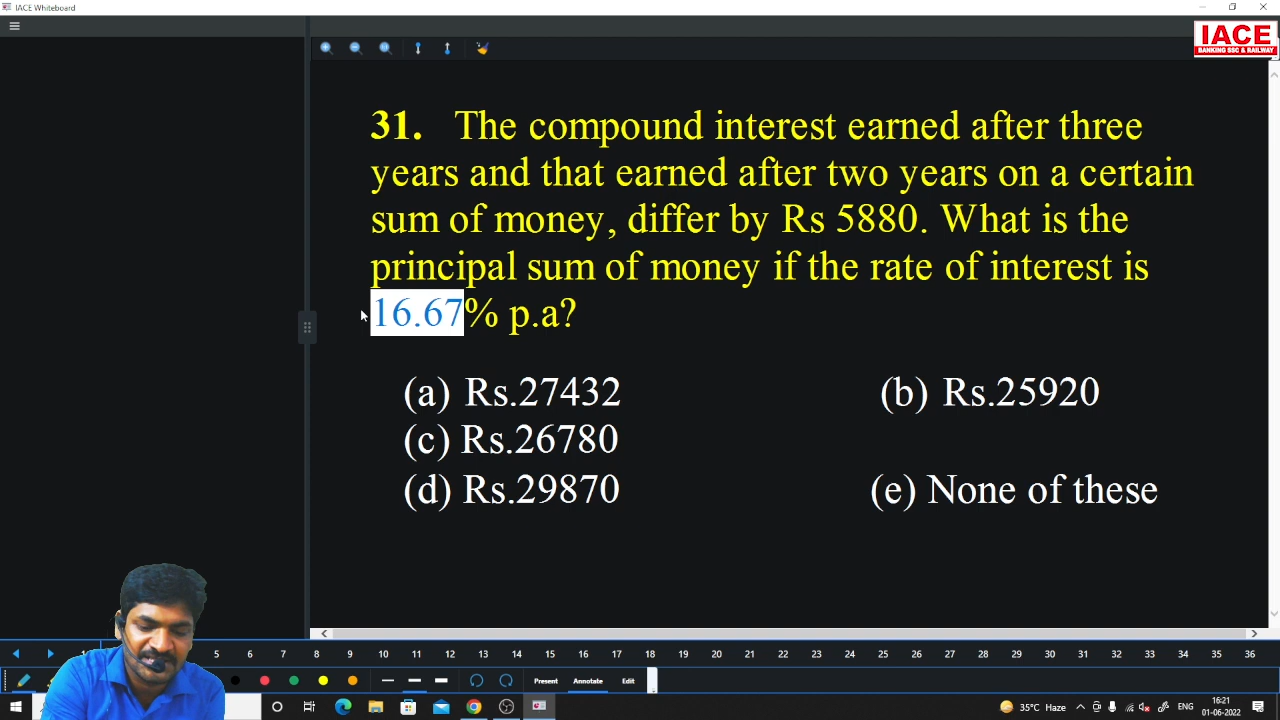 IACE Whiteboard
IACE
BANKING SSC & RAILWAY
31. The compound interest earned after three
years and that earned after two years on a certain
sum of money, differ by Rs 5880. What is the
principal sum of money if the rate of interest is
16.67% p.a?
(a) Rs.27432 (b) Rs.25920
(c) Rs.26780
(d) Rs.29870 (e) None of these
5 6 7 8 9 10 11 12 13 14 15 16 17 18 19 20 21 22 23 24 25 26 27 28 29 30 31 32 33 34 35 36
Present Annotate Edit
35°C Haze ENG 16:21
01-06-2022